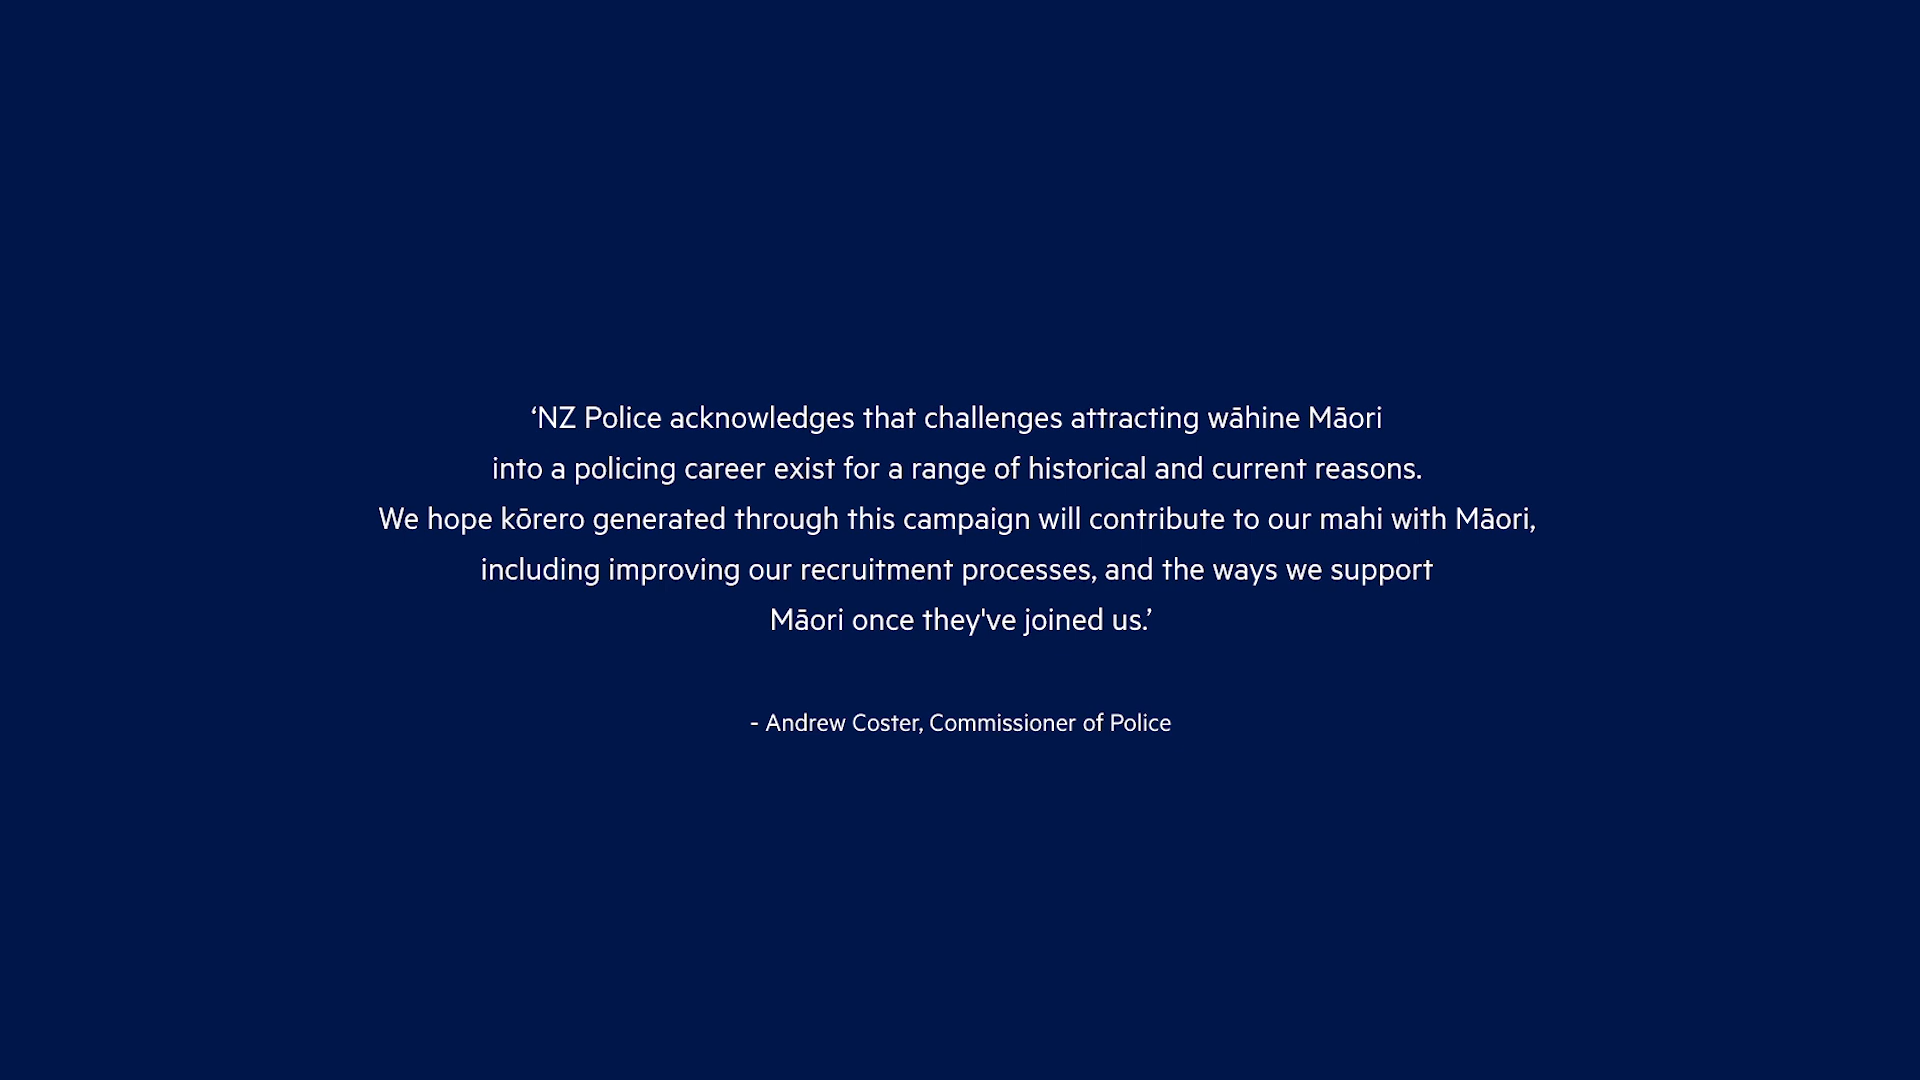 ‘NZ Police acknowledges that challenges attracting wāhine Māori
into a policing career exist for a range of historical and current reasons.
We hope kōrero generated through this campaign will contribute to our mahi with Māori,
including improving our recruitment processes, and the ways we support
Māori once they've joined us.’
- Andrew Coster, Commissioner of Police